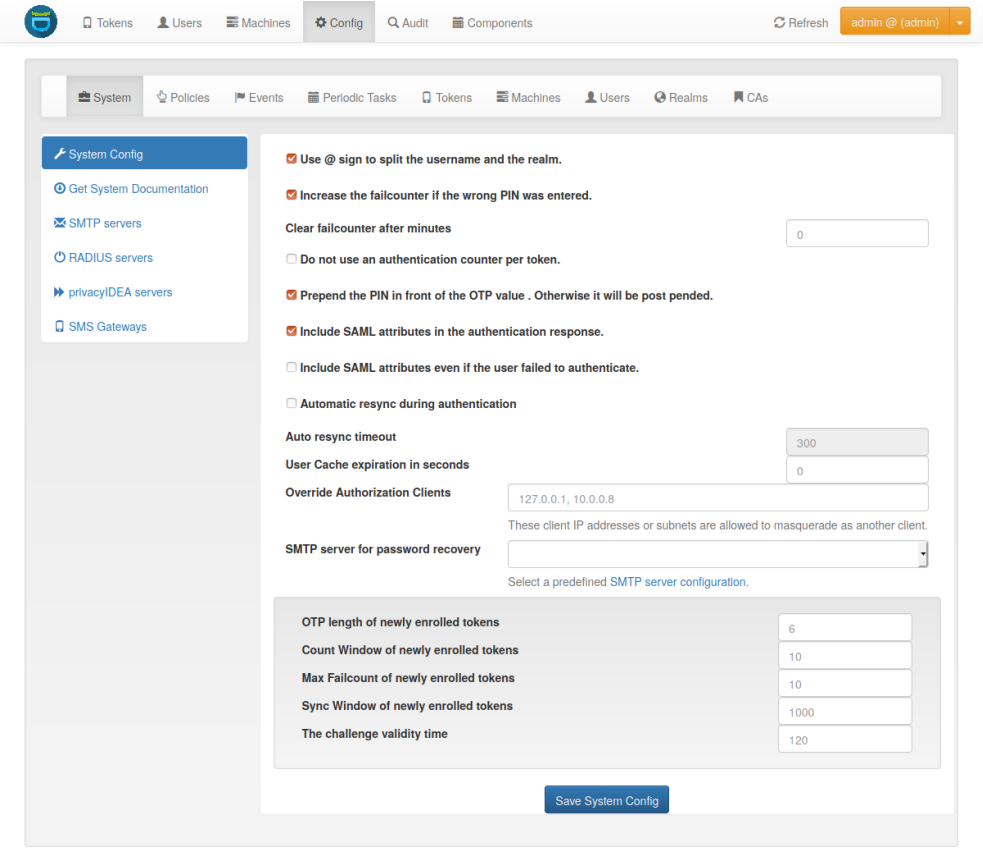 Tokens Users Machines Config Audit Components Refresh admin @ (admin)
System Policies Events Periodic Tasks Tokens Machines Users Realms CAs
System Config
Get System Documentation
SMTP servers
RADIUS servers
privacyIDEA servers
SMS Gateways
Use @ sign to split the username and the realm.
Increase the failcounter if the wrong PIN was entered.
Clear failcounter after minutes 0
Do not use an authentication counter per token.
Prepend the PIN in front of the OTP value . Otherwise it will be post pended.
Include SAML attributes in the authentication response.
Include SAML attributes even if the user failed to authenticate.
Automatic resync during authentication
Auto resync timeout 300
User Cache expiration in seconds 0
Override Authorization Clients 127.0.0.1, 10.0.0.8
These client IP addresses or subnets are allowed to masquerade as another client.
SMTP server for password recovery
Select a predefined SMTP server configuration.
OTP length of newly enrolled tokens 6
Count Window of newly enrolled tokens 10
Max Failcount of newly enrolled tokens 10
Sync Window of newly enrolled tokens 1000
The challenge validity time 120
Save System Config